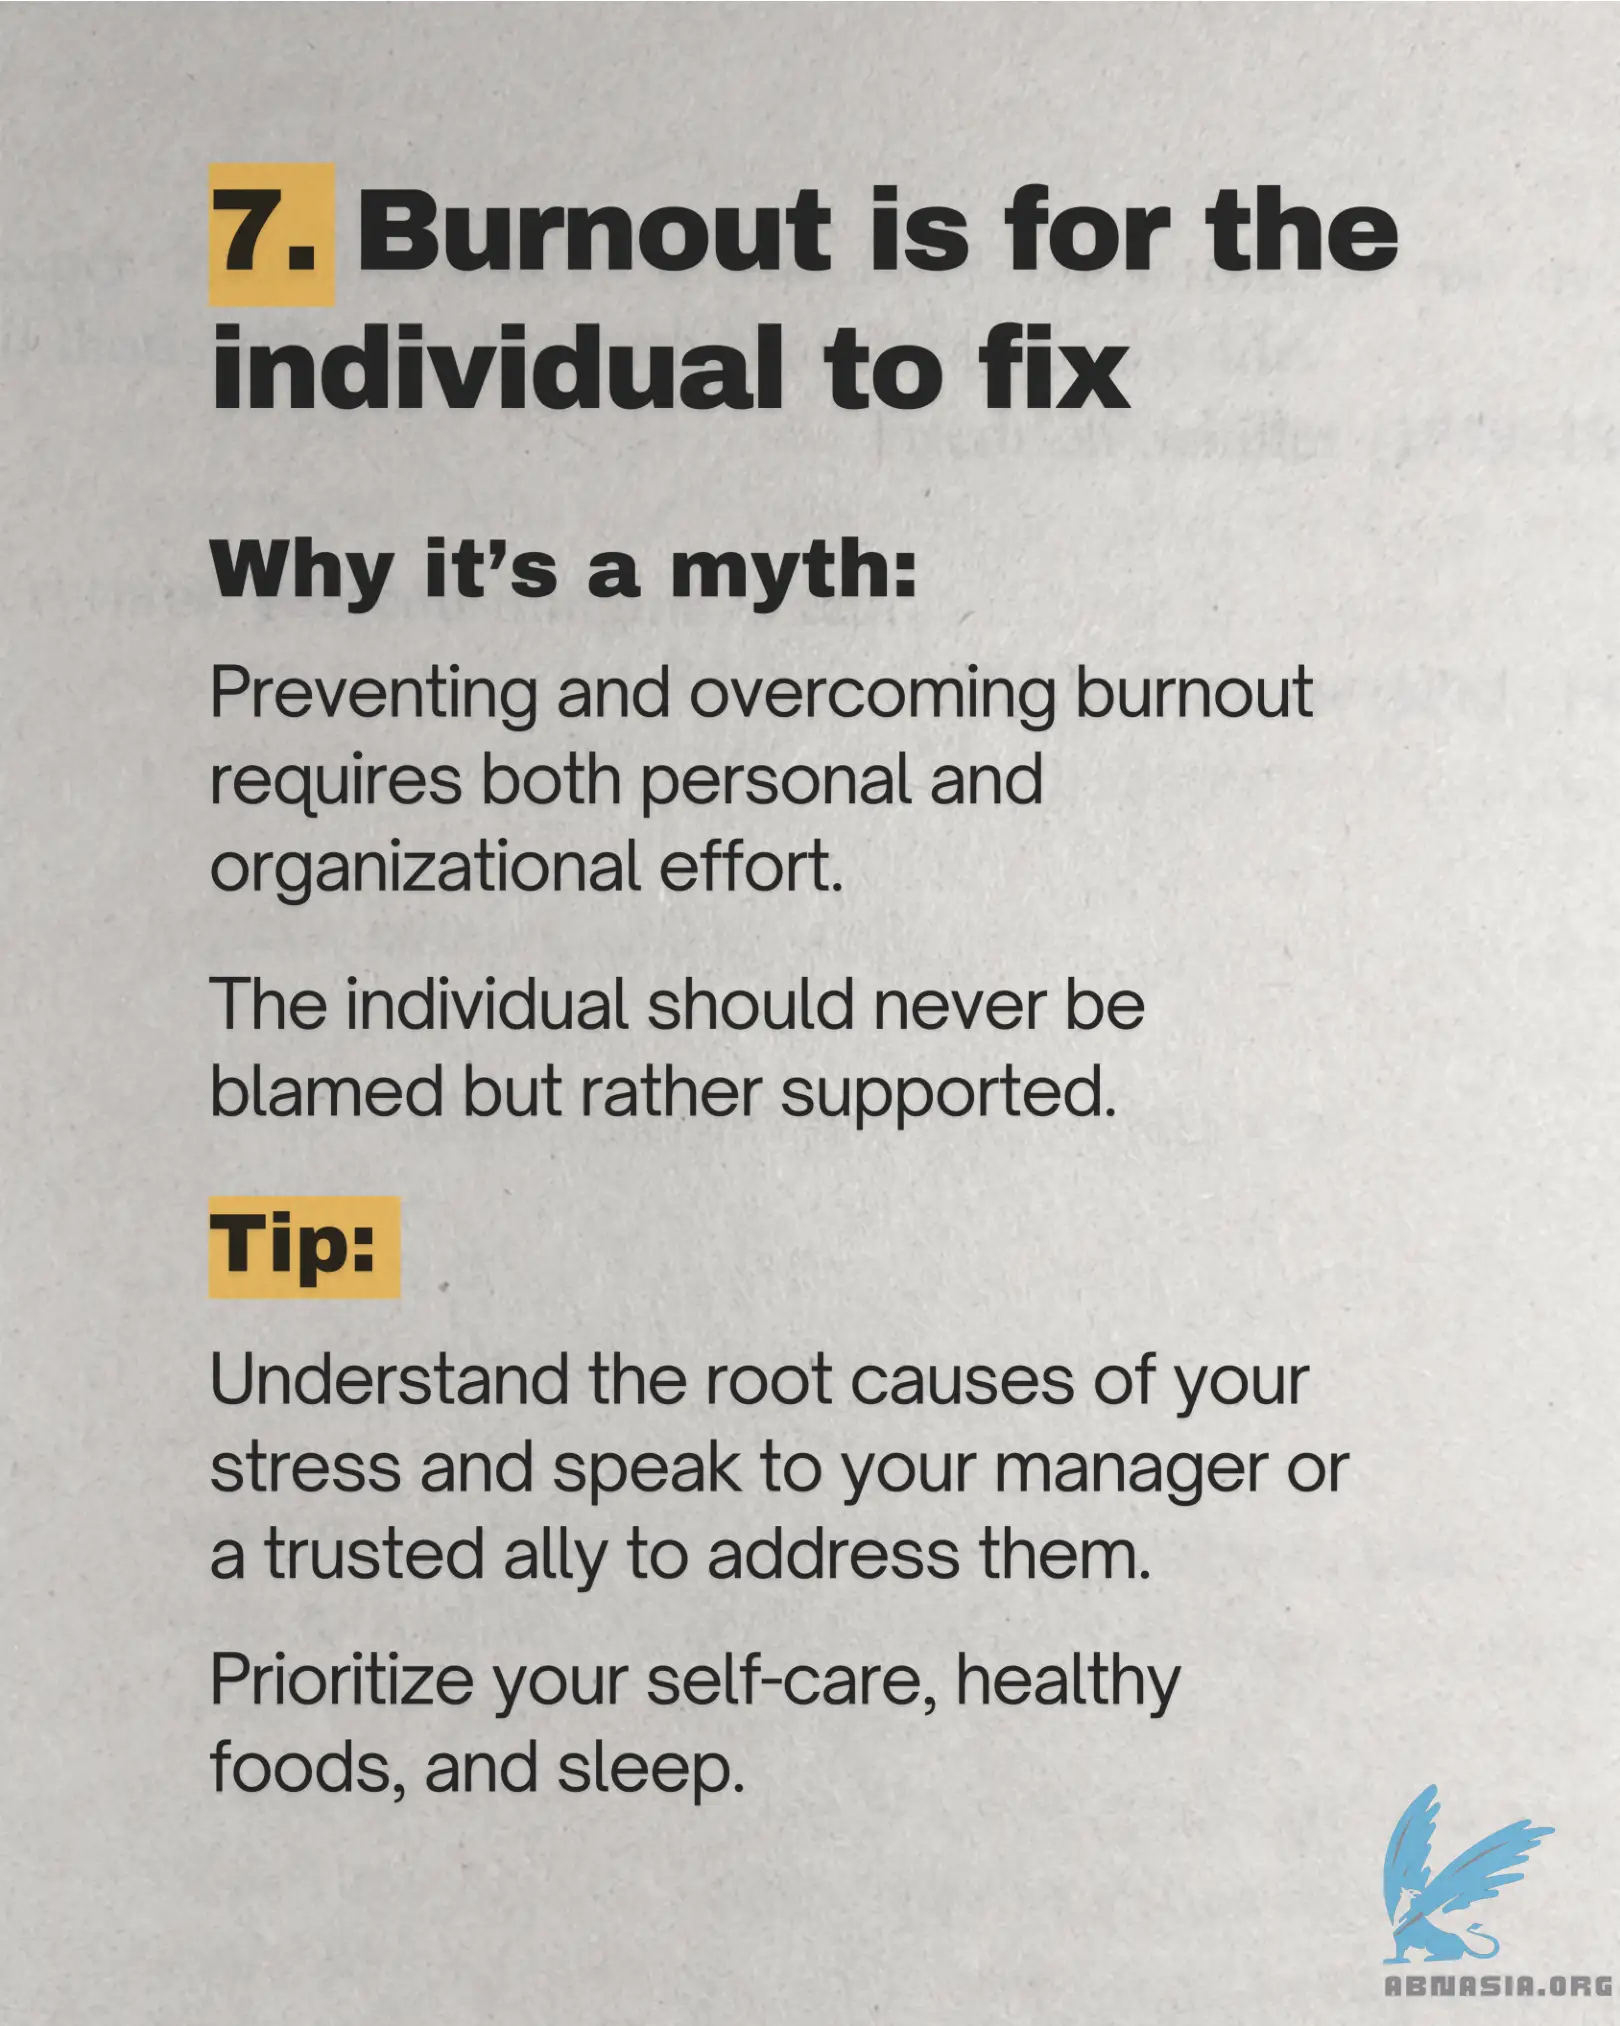 7. Burnout is for the
individual to fix
Why it’s a myth:
Preventing and overcoming burnout
requires both personal and
organizational effort.
The individual should never be
blamed but rather supported.
Tip:
Understand the root causes of your
stress and speak to your manager or
a trusted ally to address them.
Prioritize your self-care, healthy
foods, and sleep.
ABNASIA.ORG